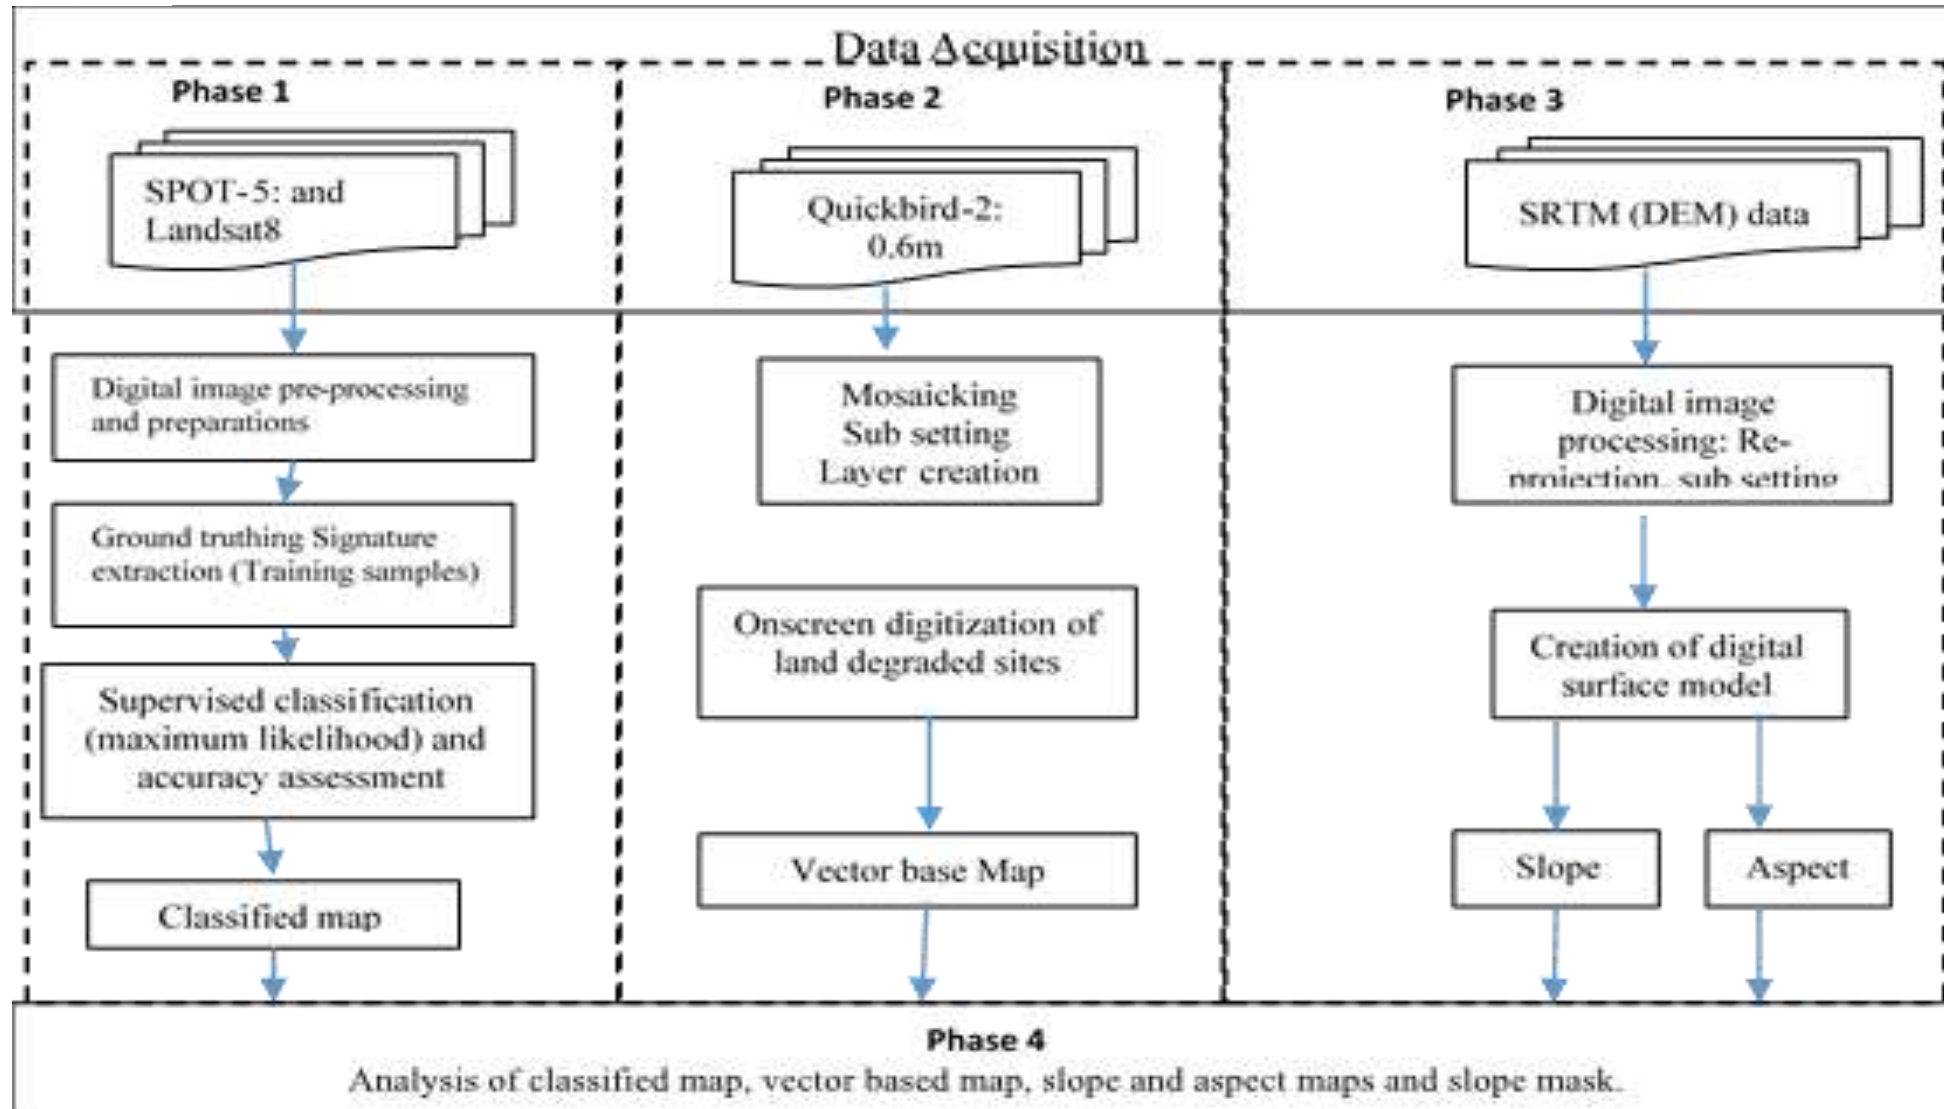 Data Acquisition
Phase 1
SPOT-5: and
Landsat8
Digital image pre-processing
and preparations
Ground truthing Signature
extraction (Training samples)
Supervised classification
(maximum likelihood) and
accuracy assessment
Classified map
Phase 2
Quickbird-2:
0.6m
Mosaicking
Sub setting
Layer creation
Onscreen digitization of
land degraded sites
Vector base Map
Phase 3
SRTM (DEM) data
Digital image
processing: Re-
projection, sub setting
Creation of digital
surface model
Slope
Aspect
Phase 4
Analysis of classified map, vector based map, slope and aspect maps and slope mask.